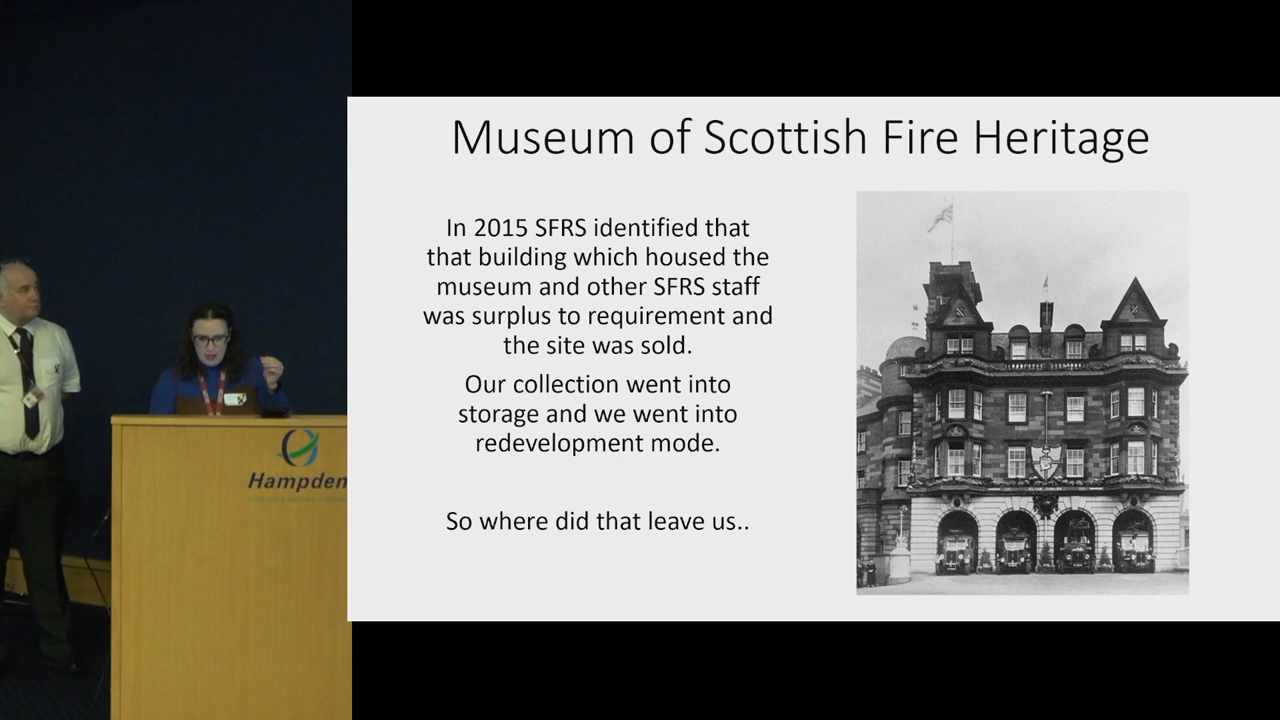 Museum of Scottish Fire Heritage
In 2015 SFRS identified that
that building which housed the
museum and other SFRS staff
was surplus to requirement and
the site was sold.
Our collection went into
storage and we went into
redevelopment mode.
So where did that leave us..
Hampden